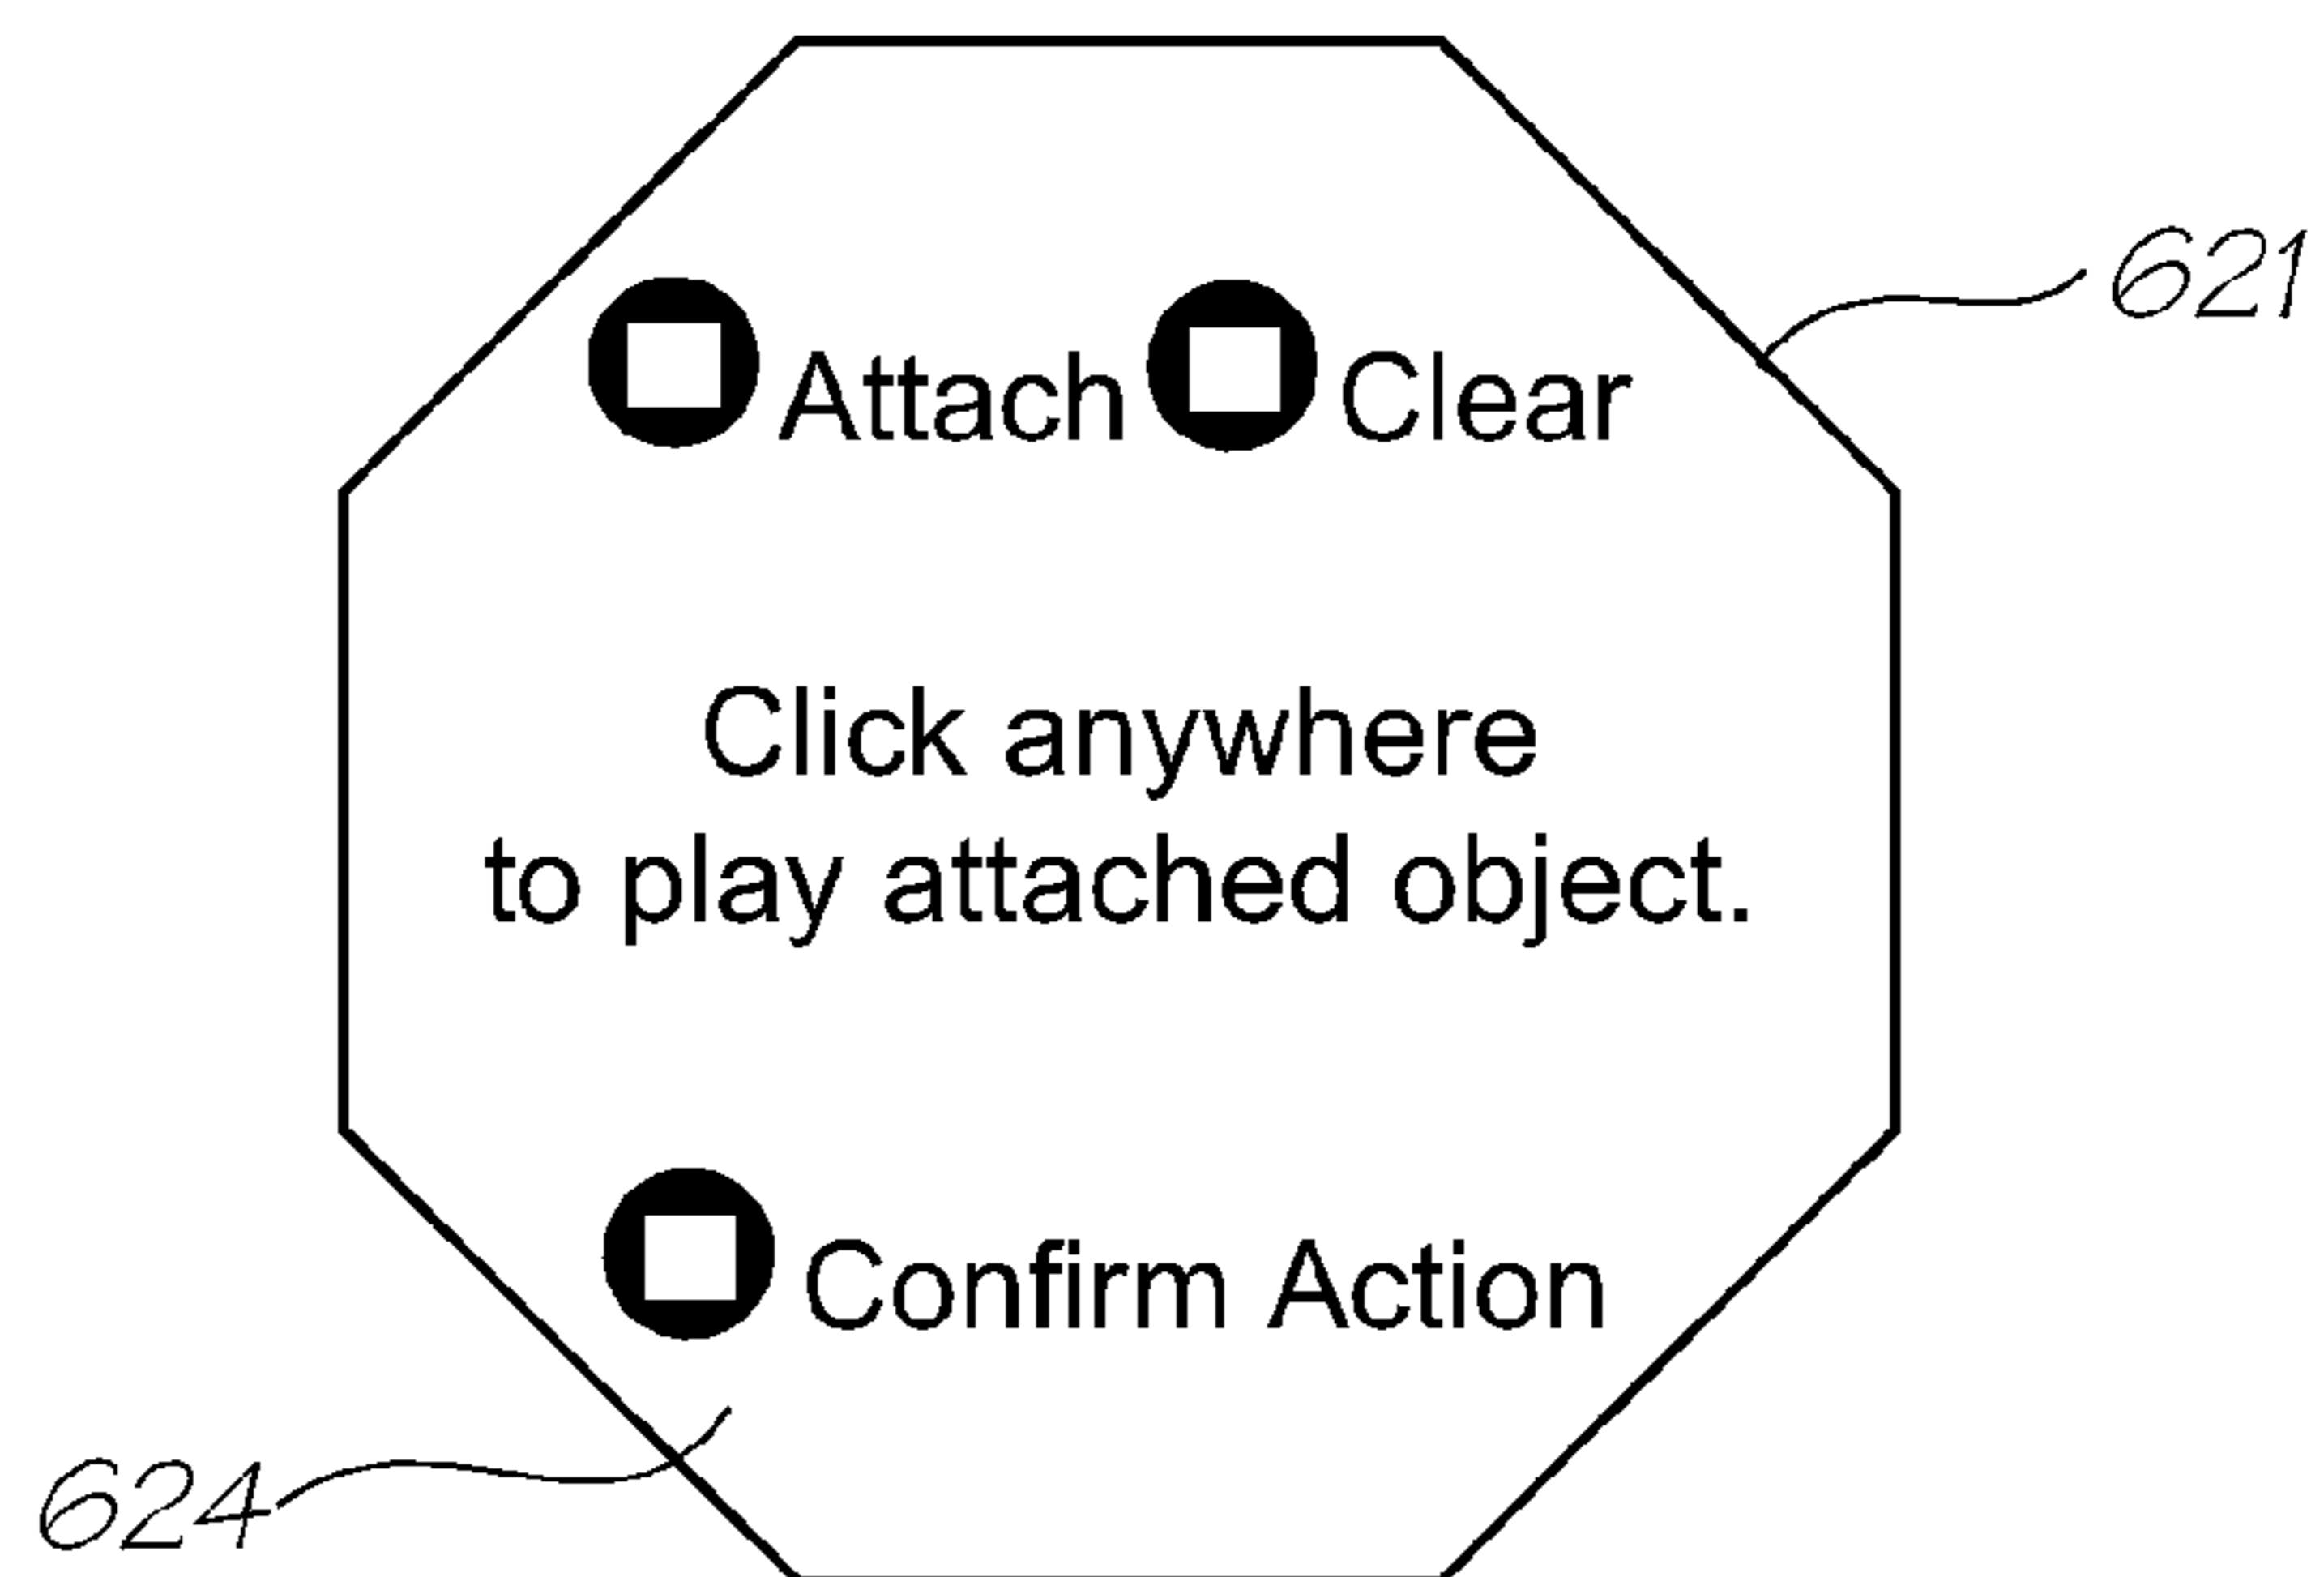 621
Attach Clear
Click anywhere
to play attached object.
Confirm Action
624